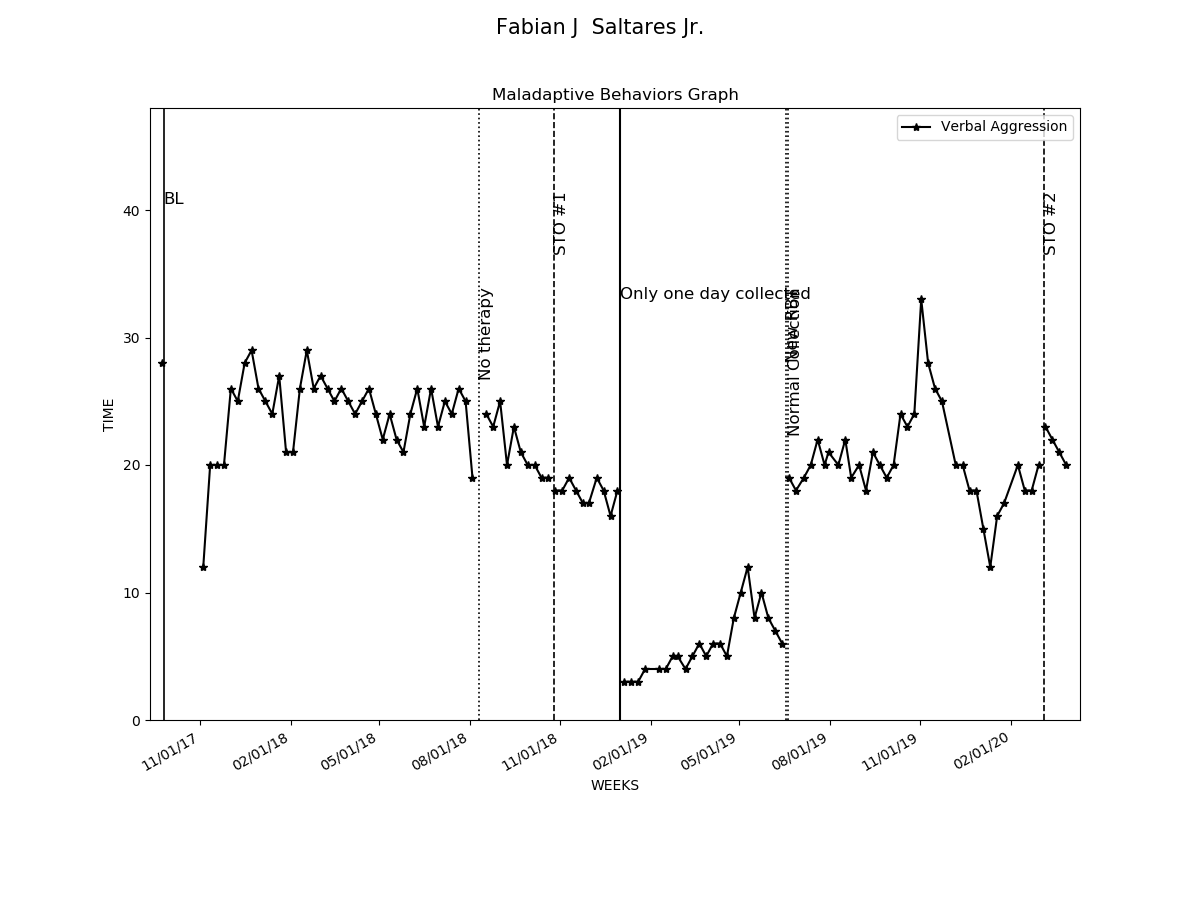 Fabian J  Saltares Jr.
Maladaptive Behaviors Graph
Verbal Aggression
BL
STO #1
STO #2
No therapy
Only one day collected
Normal Collection
40
30
20
10
0
TIME
11/01/17
02/01/18
05/01/18
08/01/18
11/01/18
02/01/19
05/01/19
08/01/19
11/01/19
02/01/20
WEEKS